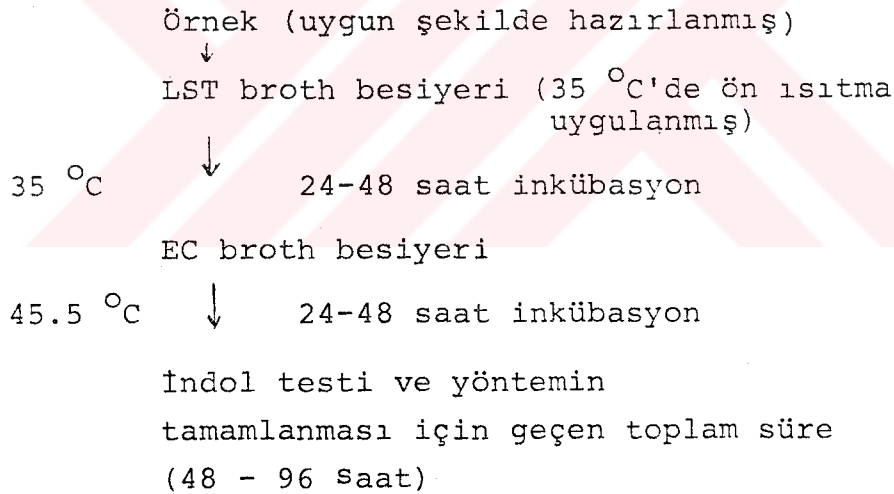 Örnek (uygun şekilde hazırlanmış)
↓
LST broth besiyeri (35 °C'de ön ısıtma
uygulanmış)
35 °C ↓ 24-48 saat inkübasyon
EC broth besiyeri
45.5 °C ↓ 24-48 saat inkübasyon
İndol testi ve yöntemin
tamamlanması için geçen toplam süre
(48 - 96 saat)